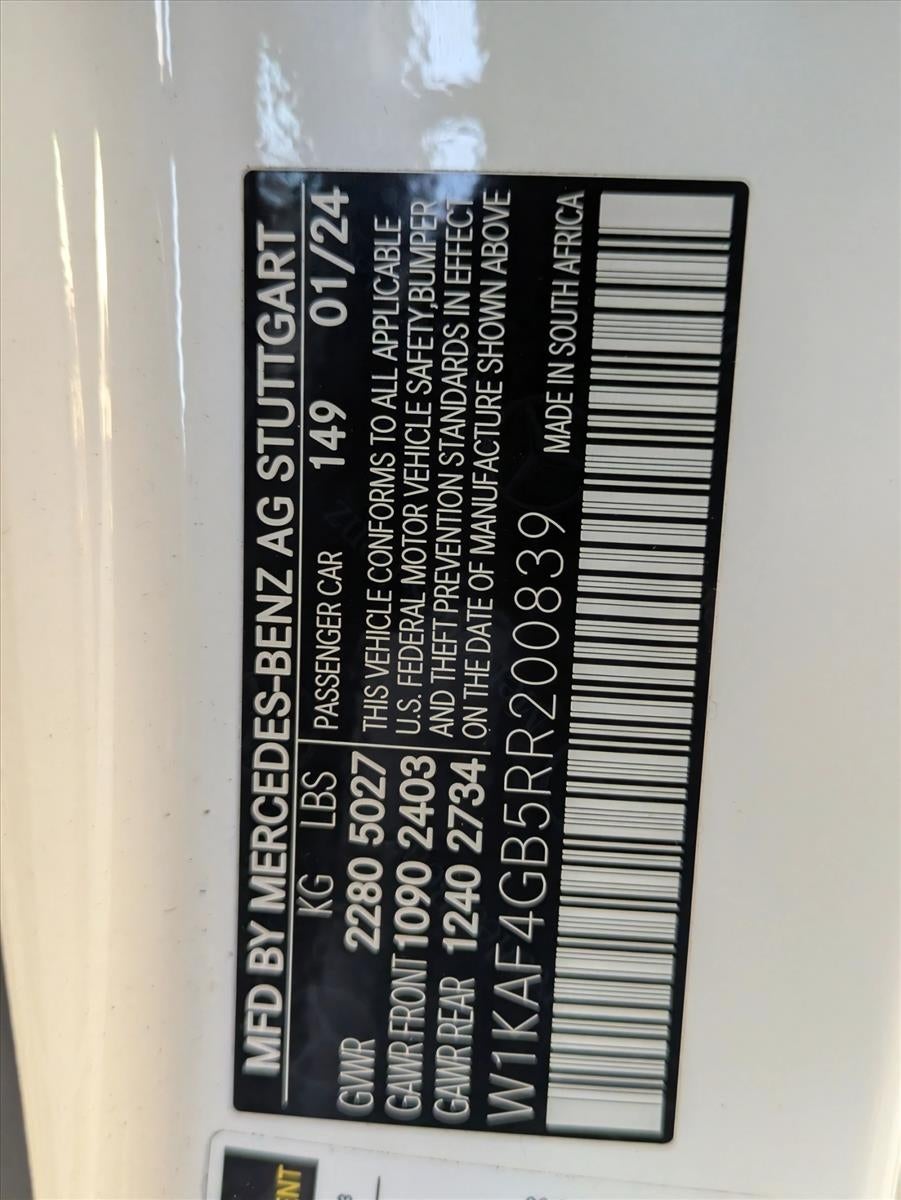 MFD BY MERCEDES-BENZ AG STUTTGART
KG LBS
PASSENGER CAR 149 01/24
GVWR 2280 5027
GAWR FRONT 1090 2403
GAWR REAR 1240 2734
THIS VEHICLE CONFORMS TO ALL APPLICABLE
U.S. FEDERAL MOTOR VEHICLE SAFETY,BUMPER
AND THEFT PREVENTION STANDARDS IN EFFECT
ON THE DATE OF MANUFACTURE SHOWN ABOVE
W1KAF4GB5RR200839
MADE IN SOUTH AFRICA